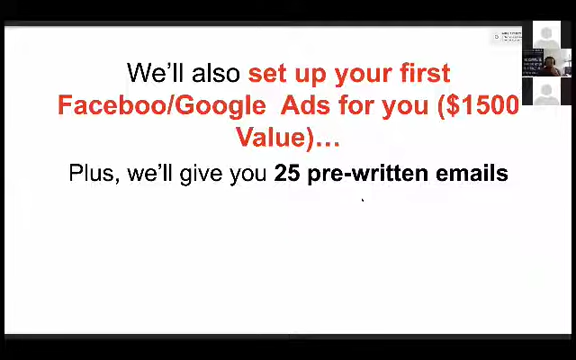 We'll also set up your first
Faceboo/Google Ads for you ($1500
Value)…
Plus, we'll give you 25 pre-written emails